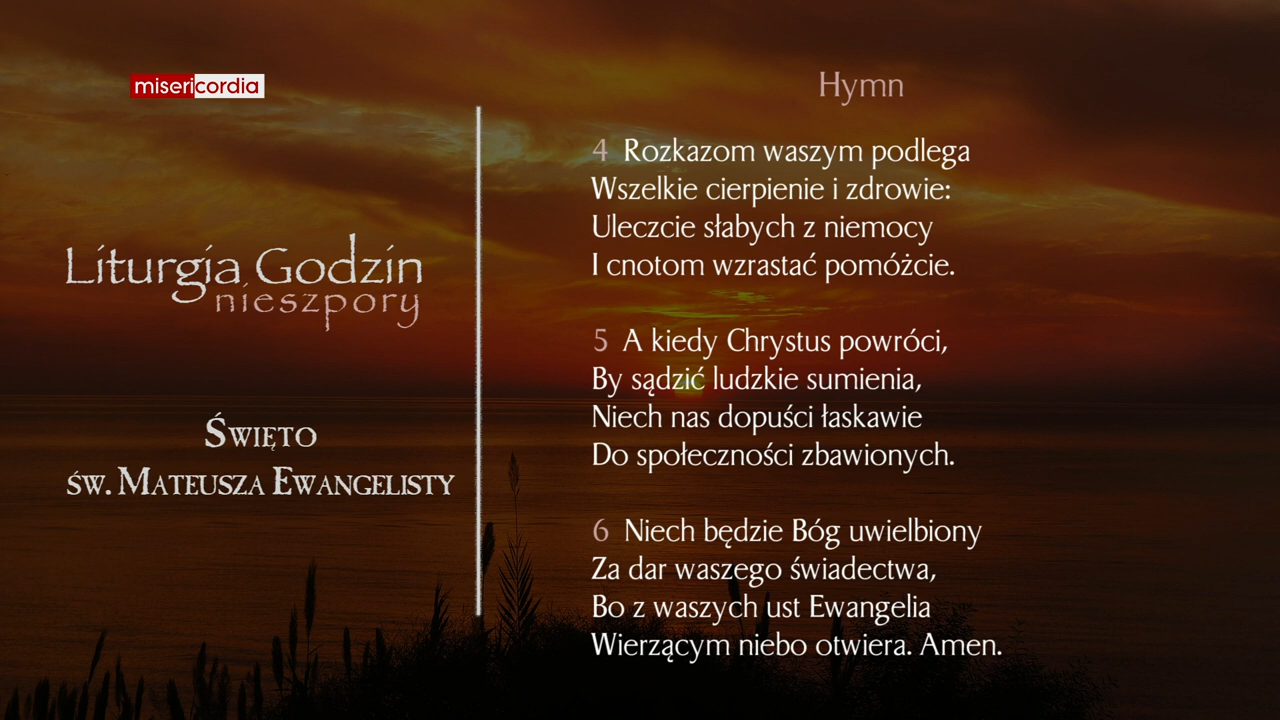 misericordia
Liturgia Godzin
nieszpory
Święto
św. Mateusza Ewangelisty
Hymn
4 Rozkazom waszym podlega
Wszelkie cierpienie i zdrowie:
Uleczcie słabych z niemocy
I cnotom wzrastać pomóżcie.
5 A kiedy Chrystus powróci,
By sądzić ludzkie sumienia,
Niech nas dopuści łaskawie
Do społeczności zbawionych.
6 Niech będzie Bóg uwielbiony
Za dar waszego świadectwa,
Bo z waszych ust Ewangelia
Wierzącym niebo otwiera. Amen.